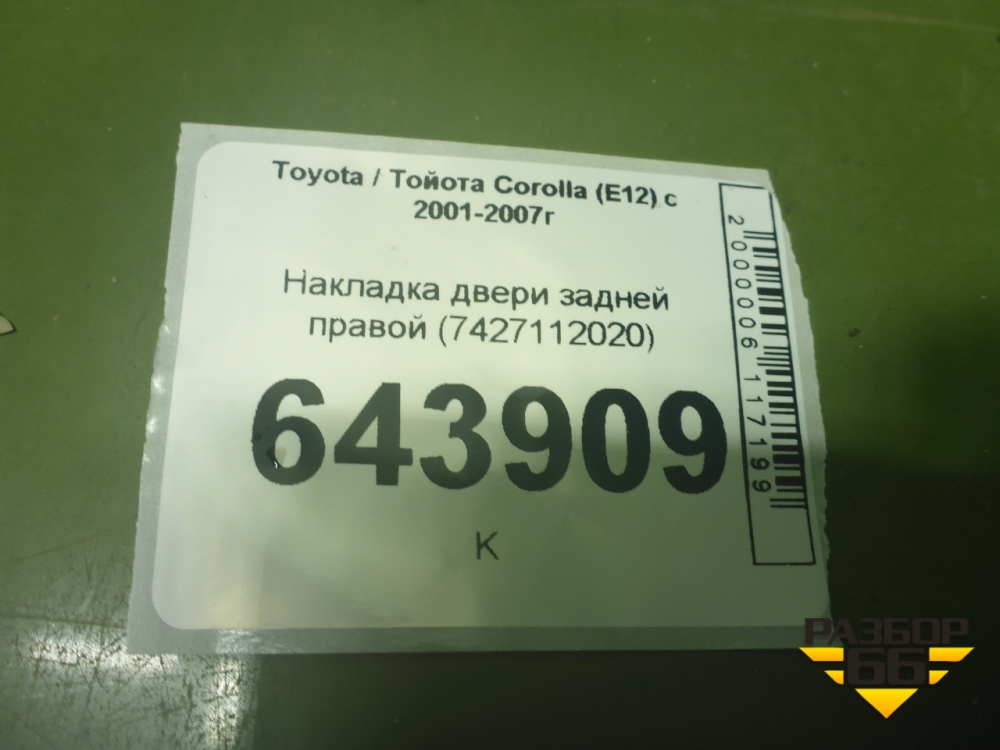 Toyota / Тойота Corolla (E12) с
2001-2007г
Накладка двери задней
правой (7427112020)
643909
К
2000006117199
РАЗБОР
66